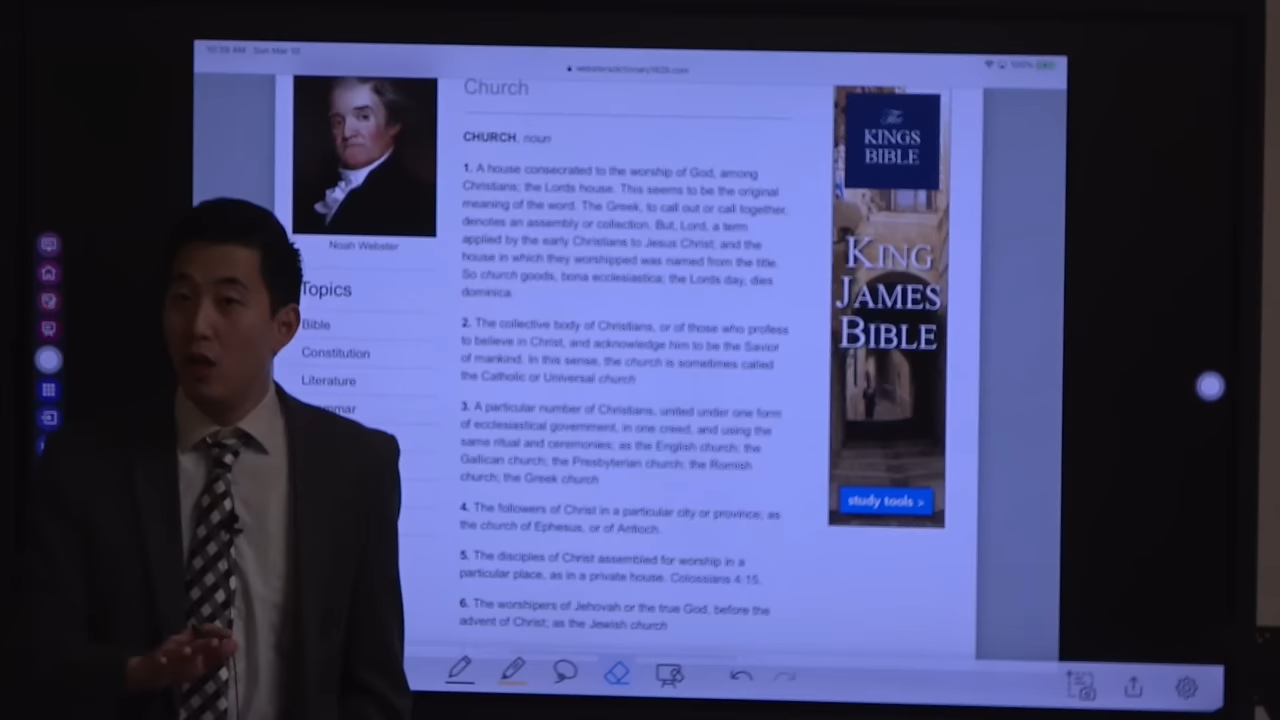 10:39 AM Sun Mar 10
webstersdictionary1828.com
100%
Church
CHURCH, noun
1. A house consecrated to the worship of God, among
Christians; the Lords house. This seems to be the original
meaning of the word. The Greek, to call out or call together,
denotes an assembly or collection. But, Lord, a term
applied by the early Christians to Jesus Christ; and the
house in which they worshipped was named from the title.
So church goods, bona ecclesiastica; the Lords day, dies
dominica.
2. The collective body of Christians, or of those who profess
to believe in Christ, and acknowledge him to be the Savior
of mankind. In this sense, the church is sometimes called
the Catholic or Universal church
3. A particular number of Christians, united under one form
of ecclesiastical government, in one creed, and using the
same ritual and ceremonies; as the English church; the
Gallican church; the Presbyterian church; the Romish
church; the Greek church
4. The followers of Christ in a particular city or province; as
the church of Ephesus, or of Antioch.
5. The disciples of Christ assembled for worship in a
particular place, as in a private house. Colossians 4:15.
6. The worshipers of Jehovah or the true God, before the
advent of Christ; as the Jewish church
Noah Webster
Topics
Bible
Constitution
Literature
mmar
The
KINGS
BIBLE
KING
JAMES
BIBLE
study tools >